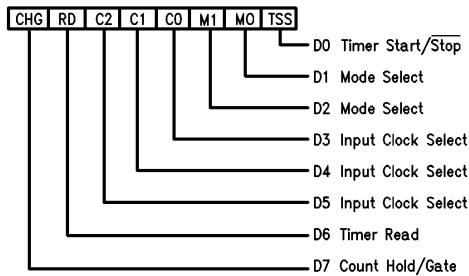 CHG RD C2 C1 C0 M1 M0 TSS
D0 Timer Start/Stop
D1 Mode Select
D2 Mode Select
D3 Input Clock Select
D4 Input Clock Select
D5 Input Clock Select
D6 Timer Read
D7 Count Hold/Gate